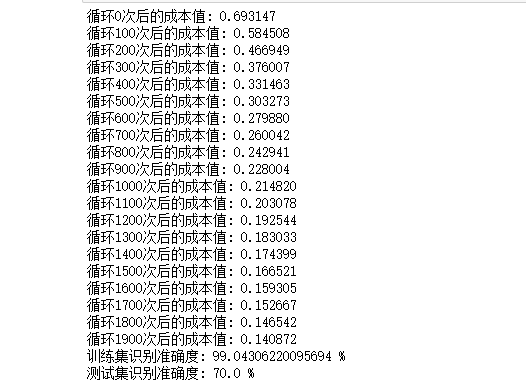 循环0次后的成本值: 0.693147
循环100次后的成本值: 0.584508
循环200次后的成本值: 0.466949
循环300次后的成本值: 0.376007
循环400次后的成本值: 0.331463
循环500次后的成本值: 0.303273
循环600次后的成本值: 0.279880
循环700次后的成本值: 0.260042
循环800次后的成本值: 0.242941
循环900次后的成本值: 0.228004
循环1000次后的成本值: 0.214820
循环1100次后的成本值: 0.203078
循环1200次后的成本值: 0.192544
循环1300次后的成本值: 0.183033
循环1400次后的成本值: 0.174399
循环1500次后的成本值: 0.166521
循环1600次后的成本值: 0.159305
循环1700次后的成本值: 0.152667
循环1800次后的成本值: 0.146542
循环1900次后的成本值: 0.140872
训练集识别准确度: 99.04306220095694 %
测试集识别准确度: 70.0 %